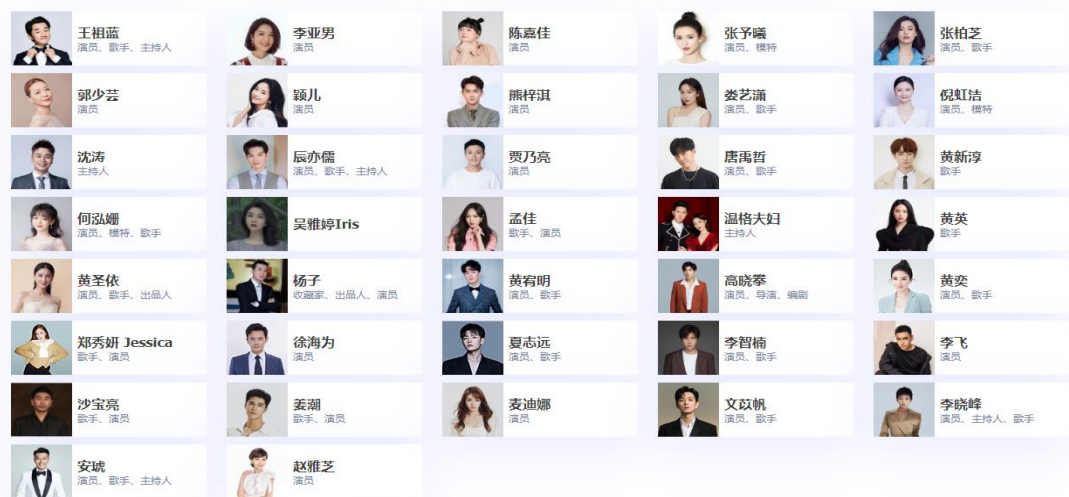 王祖蓝
演员、歌手、主持人
李亚男
演员
陈嘉佳
演员
张予曦
演员、模特
张柏芝
演员、歌手
郭少芸
演员
颖儿
演员
熊梓淇
演员
娄艺潇
演员、歌手
倪虹洁
演员、模特
沈涛
主持人
辰亦儒
演员、歌手、主持人
贾乃亮
演员
唐禹哲
演员、歌手
黄新淳
歌手
何泓姗
演员、模特、歌手
吴雅婷Iris
孟佳
歌手、演员
温格夫妇
主持人
黄英
歌手
黄圣依
演员、歌手、出品人
杨子
收藏家、出品人、演员
黄宥明
演员、歌手
高晓攀
演员、导演、编剧
黄奕
演员、歌手
郑秀妍 Jessica
歌手、演员
徐海为
演员
夏志远
演员、歌手
李智楠
演员
李飞
演员
沙宝亮
歌手、演员
姜潮
歌手、演员
麦迪娜
演员
文苡帆
演员、歌手
李晓峰
演员、主持人、歌手
安琥
演员、歌手、主持人
赵雅芝
演员